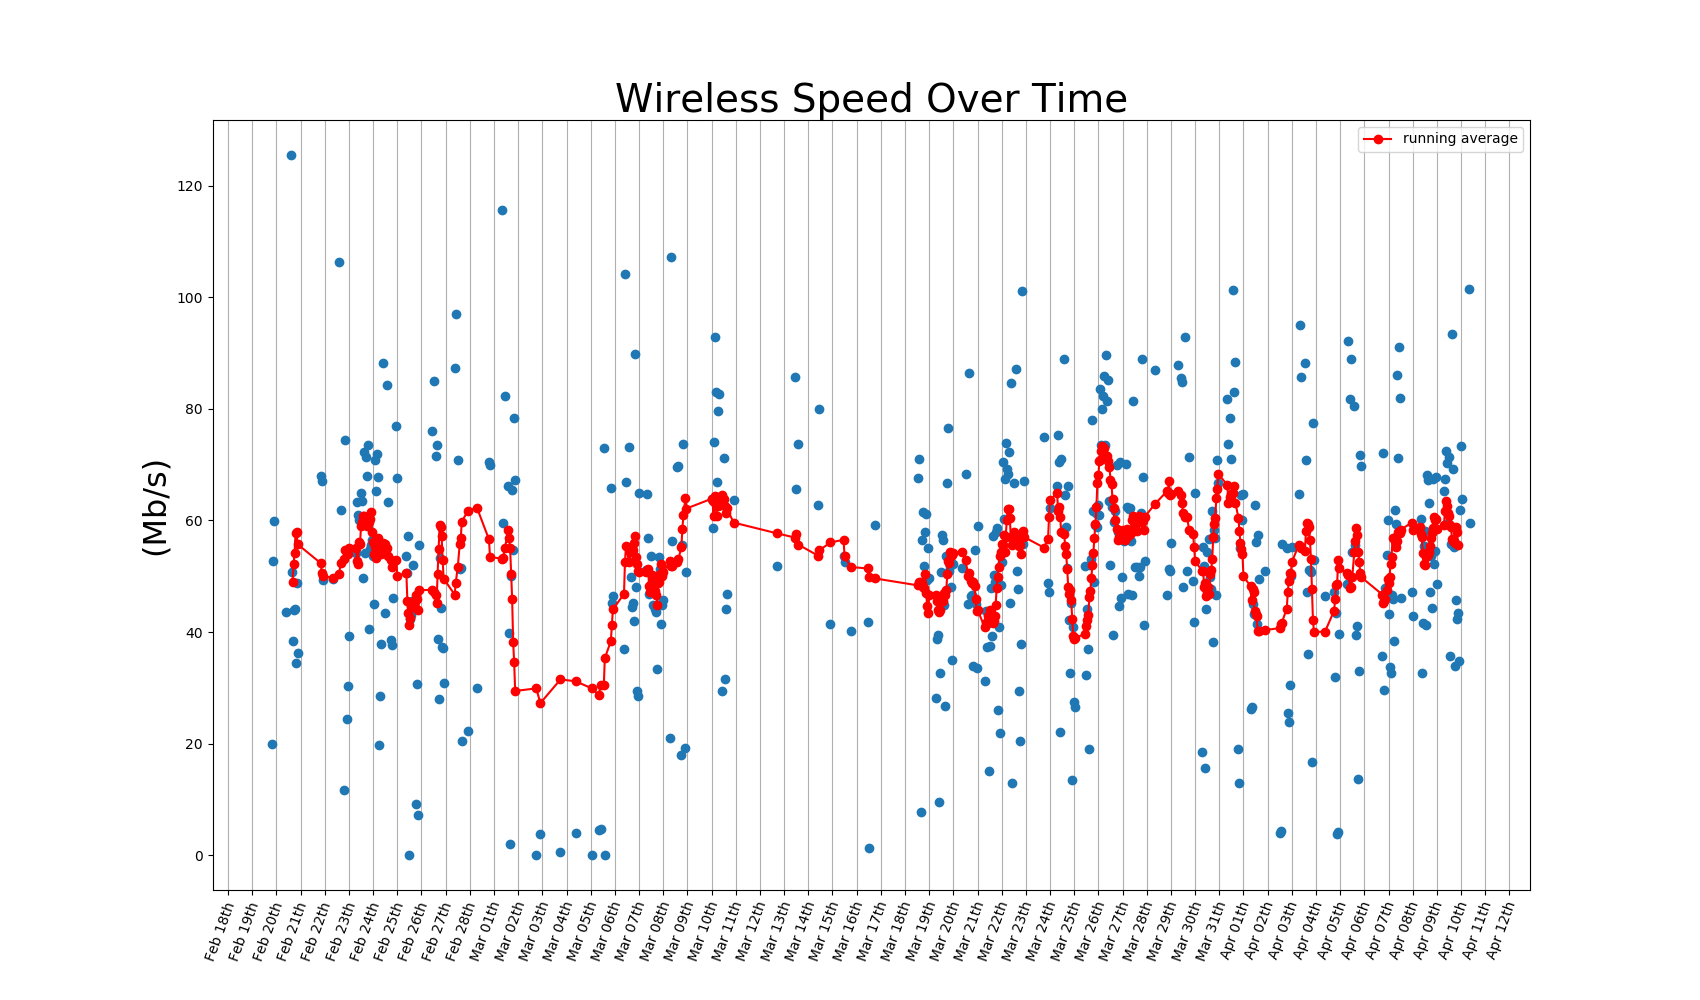 Wireless Speed Over Time
running average
(Mb/s)
120
100
80
60
40
20
0
Feb 18th
Feb 19th
Feb 20th
Feb 21th
Feb 22th
Feb 23th
Feb 24th
Feb 25th
Feb 26th
Feb 27th
Feb 28th
Mar 01th
Mar 02th
Mar 03th
Mar 04th
Mar 05th
Mar 06th
Mar 07th
Mar 08th
Mar 09th
Mar 10th
Mar 11th
Mar 12th
Mar 13th
Mar 14th
Mar 15th
Mar 16th
Mar 17th
Mar 18th
Mar 19th
Mar 20th
Mar 21th
Mar 22th
Mar 23th
Mar 24th
Mar 25th
Mar 26th
Mar 27th
Mar 28th
Mar 29th
Mar 30th
Mar 31th
Apr 01th
Apr 02th
Apr 03th
Apr 04th
Apr 05th
Apr 06th
Apr 07th
Apr 08th
Apr 09th
Apr 10th
Apr 11th
Apr 12th